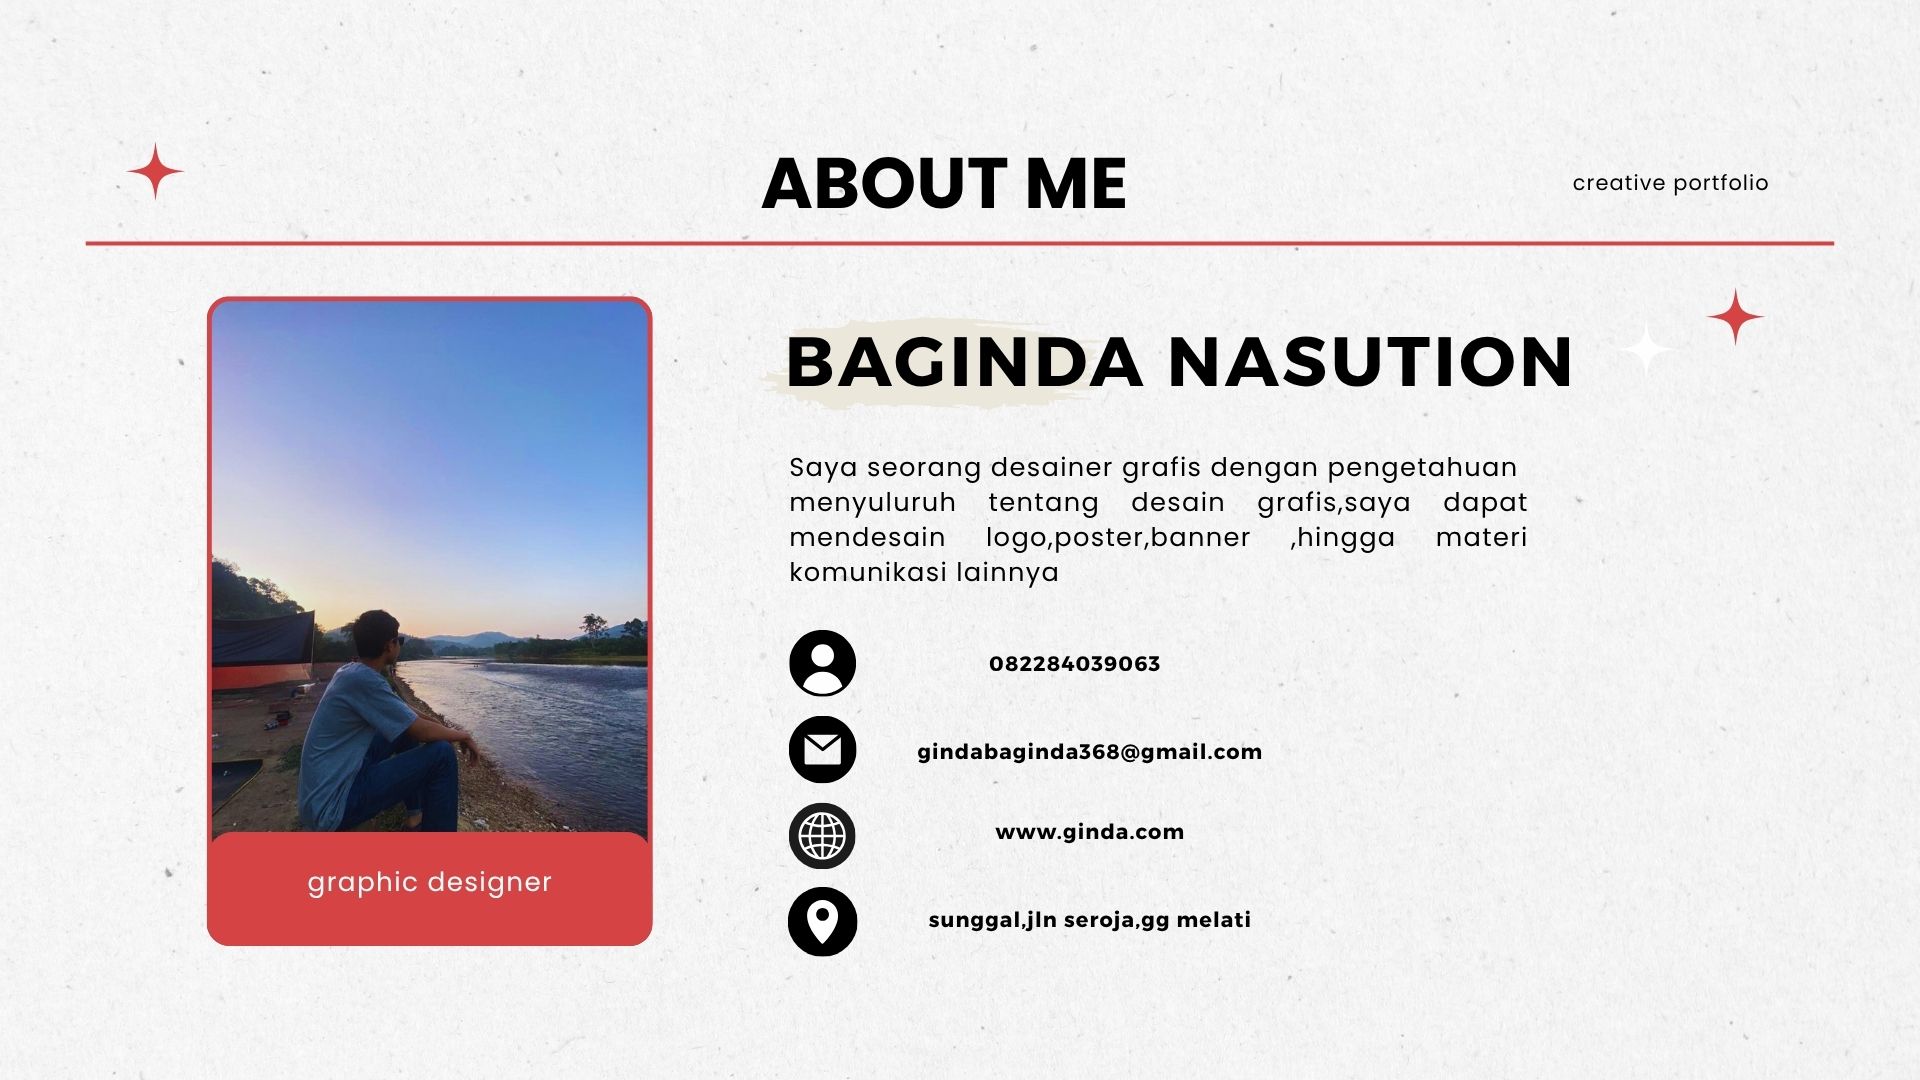 ABOUT ME
creative portfolio
BAGINDA NASUTION
Saya seorang desainer grafis dengan pengetahuan
menyuluruh tentang desain grafis,saya dapat
mendesain logo,poster,banner ,hingga materi
komunikasi lainnya
082284039063
gindabaginda368@gmail.com
www.ginda.com
sunggal,jln seroja,gg melati
graphic designer